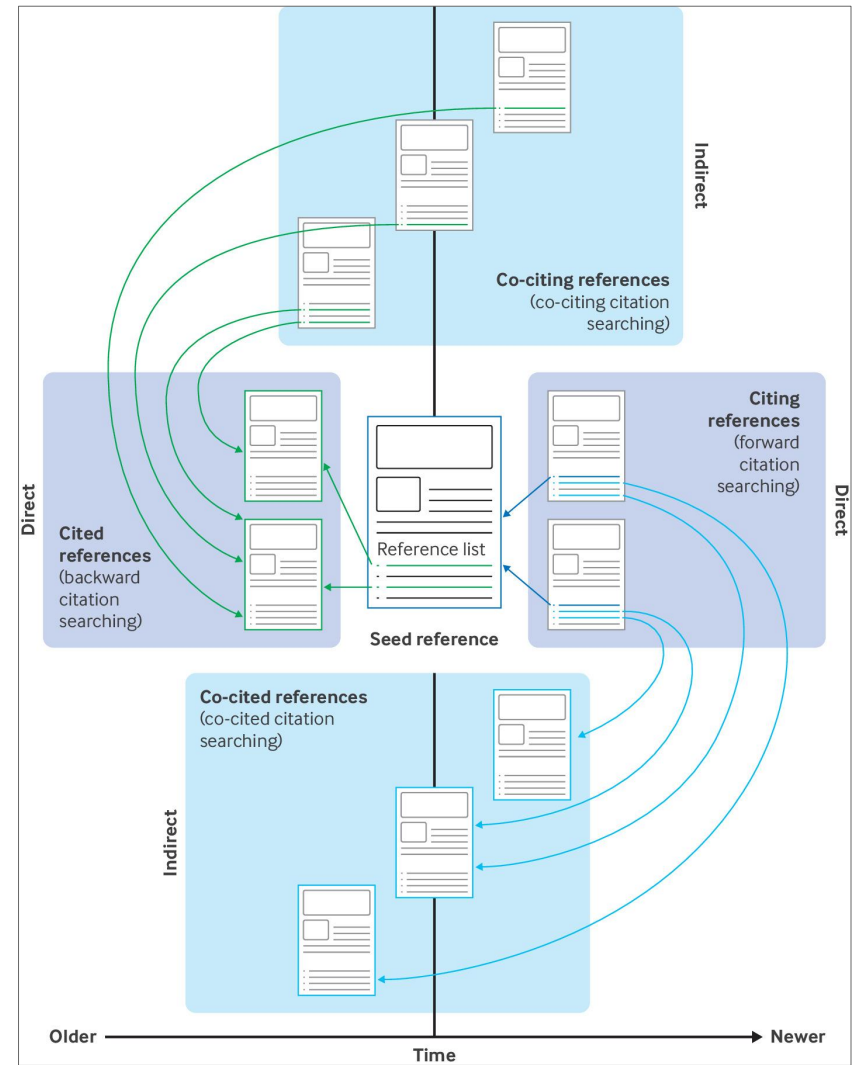 Indirect
Co-citing references
(co-citing citation
searching)
Direct
Cited
references
(backward
citation
searching)
Reference list
Seed reference
Citing
references
(forward
citation
searching)
Direct
Co-cited references
(co-cited citation
searching)
Indirect
Older
Time
Newer